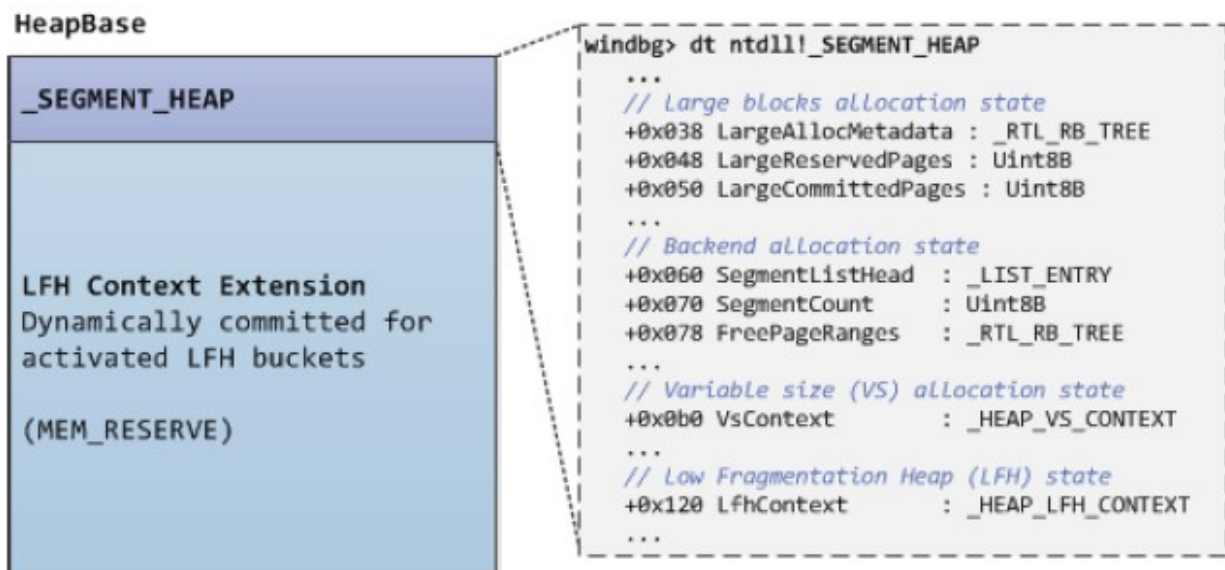 HeapBase
_SEGMENT_HEAP
LFH Context Extension
Dynamically committed for
activated LFH buckets
(MEM_RESERVE)
windbg> dt ntdll!_SEGMENT_HEAP
...
// Large blocks allocation state
+0x038 LargeAllocMetadata : _RTL_RB_TREE
+0x048 LargeReservedPages : Uint8B
+0x050 LargeCommittedPages : Uint8B
...
// Backend allocation state
+0x060 SegmentListHead : _LIST_ENTRY
+0x070 SegmentCount : Uint8B
+0x078 FreePageRanges : _RTL_RB_TREE
...
// Variable size (VS) allocation state
+0x0b0 VsContext : _HEAP_VS_CONTEXT
...
// Low Fragmentation Heap (LFH) state
+0x120 LfhContext : _HEAP_LFH_CONTEXT
...